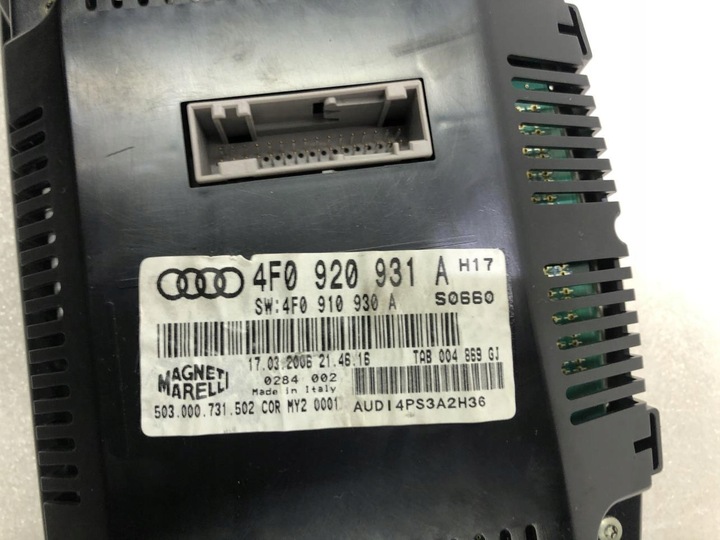 4F0 920 931 A H17
SW:4F0 910 930 A S0660
17.03.2006 21.46.16 TAB 004 869 GJ
MAGNETI
MARELLI
0284 002
Made in Italy
503.000.731.502 COR MY2 0001 AUDI4PS3A2H36